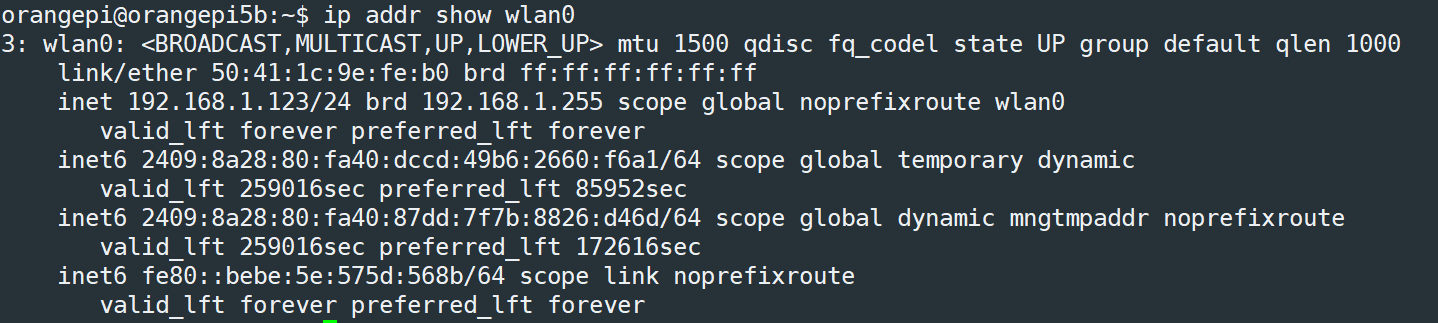 orangepi@orangepi5b:~$ ip addr show wlan0
3: wlan0: <BROADCAST,MULTICAST,UP,LOWER_UP> mtu 1500 qdisc fq_codel state UP group default qlen 1000
    link/ether 50:41:1c:9e:fe:b0 brd ff:ff:ff:ff:ff:ff
    inet 192.168.1.123/24 brd 192.168.1.255 scope global noprefixroute wlan0
       valid_lft forever preferred_lft forever
    inet6 2409:8a28:80:fa40:dccd:49b6:2660:f6a1/64 scope global temporary dynamic
       valid_lft 259016sec preferred_lft 85952sec
    inet6 2409:8a28:80:fa40:87dd:7f7b:8826:d46d/64 scope global dynamic mngtmpaddr noprefixroute
       valid_lft 259016sec preferred_lft 172616sec
    inet6 fe80::bebe:5e:575d:568b/64 scope link noprefixroute
       valid_lft forever preferred_lft forever